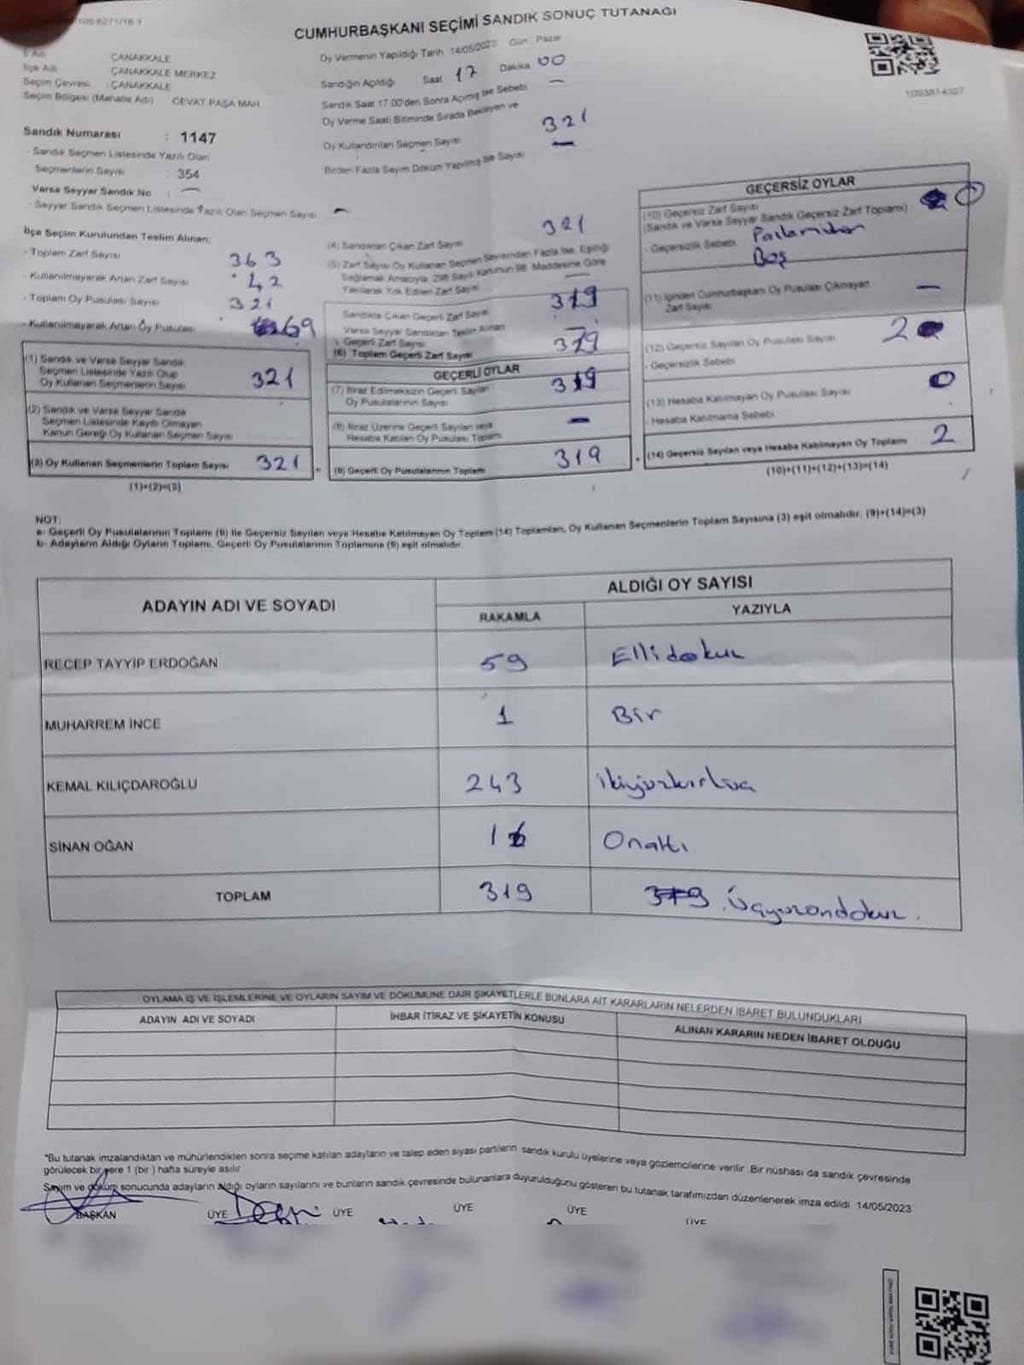 CUMHURBAŞKANI SEÇİMİ SANDIK SONUÇ TUTANAĞI
İl Adı ÇANAKKALE
İlçe Adı ÇANAKKALE MERKEZ
Seçim Çevresi : ÇANAKKALE
Seçim Bölgesi (Mahalle Adı) CEVAT PAŞA MAH.
Sandık Numarası : 1147
- Sandık Seçmen Listesinde Yazılı Olan
Seçmenlerin Sayısı : 354
Varsa Seyyar Sandık No : —
- Seyyar Sandık Seçmen Listesinde Yazılı Olan Seçmen Sayısı —
Oy Vermenin Yapıldığı Tarih 14/05/2023 Gün : Pazar
Sandığın Açıldığı Saat 17 Dakika 00
Sandık Saat 17:00'den Sonra Açılmış İse Sebebi —
Oy Verme Saati Bitiminde Sırada Bekleyen ve
Oy Kullandırılan Seçmen Sayısı 321
Birden Fazla Sayım Döküm Yapılmış İse Sayısı —
İlçe Seçim Kurulundan Teslim Alınan:
- Toplam Zarf Sayısı 363
- Kullanılmayarak Artan Zarf Sayısı 42
- Toplam Oy Pusulası Sayısı 321
- Kullanılmayarak Artan Oy Pusulası 69
(1) Sandık ve Varsa Seyyar Sandık
Seçmen Listesinde Yazılı Olup
Oy Kullanan Seçmenlerin Sayısı 321
(2) Sandık ve Varsa Seyyar Sandık
Seçmen Listesinde Kayıtlı Olmayan
Kanun Gereği Oy Kullanan Seçmen Sayısı
(3) Oy Kullanan Seçmenlerin Toplam Sayısı 321
(1)+(2)=(3)
(4) Sandıktan Çıkan Zarf Sayısı 321
(5) Zarf Sayısı Oy Kullanan Seçmen Sayısından Fazla İse, Eşitliği
Sağlamak Amacıyla, 298 Sayılı Kanunun 98. Maddesine Göre
Yakılarak Yok Edilen Zarf Sayısı —
Sandıkta Çıkan Geçerli Zarf Sayısı 319
Varsa Seyyar Sandıktan Teslim Alınan
Geçerli Zarf Sayısı —
(6) Toplam Geçerli Zarf Sayısı 319
GEÇERLİ OYLAR
(7) İtiraz Edilmeksizin Geçerli Sayılan
Oy Pusulalarının Sayısı 319
(8) İtiraz Üzerine Geçerli Sayılan veya
Hesaba Katılan Oy Pusulası Toplamı —
(9) Geçerli Oy Pusulalarının Toplamı 319
GEÇERSİZ OYLAR
(10) Geçersiz Zarf Sayısı
(Sandık ve Varsa Seyyar Sandık Geçersiz Zarf Toplamı) 0
- Geçersizlik Sebebi
Boş
(11) İçinden Cumhurbaşkanı Oy Pusulası Çıkmayan
Zarf Sayısı —
(12) Geçersiz Sayılan Oy Pusulası Sayısı 2
- Geçersizlik Sebebi
(13) Hesaba Katılmayan Oy Pusulası Sayısı 0
- Hesaba Katılmama Sebebi
(14) Geçersiz Sayılan veya Hesaba Katılmayan Oy Toplamı 2
(10)+(11)+(12)+(13)=(14)
NOT:
a- Geçerli Oy Pusulalarının Toplamı (9) ile Geçersiz Sayılan veya Hesaba Katılmayan Oy Toplam (14) Toplamları, Oy Kullanan Seçmenlerin Toplam Sayısına (3) eşit olmalıdır. (9)+(14)=(3)
b- Adayların Aldığı Oyların Toplamı, Geçerli Oy Pusulalarının Toplamına (9) eşit olmalıdır.
ADAYIN ADI VE SOYADI ALDIĞI OY SAYISI
RAKAMLA YAZIYLA
RECEP TAYYİP ERDOĞAN 59 Ellidokuz
MUHARREM İNCE 1 Bir
KEMAL KILIÇDAROĞLU 243 ikiyüzkırküç
SİNAN OĞAN 16 Onaltı
TOPLAM 319 319 Üçyüzondokuz.
OYLAMA İŞ VE İŞLEMLERİNE VE OYLARIN SAYIM VE DÖKÜMÜNE DAİR ŞİKAYETLERLE BUNLARA AİT KARARLARIN NELERDEN İBARET BULUNDUKLARI
ADAYIN ADI VE SOYADI İHBAR İTİRAZ VE ŞİKAYETİN KONUSU ALINAN KARARIN NEDEN İBARET OLDUĞU
*Bu tutanak imzalandıktan ve mühürlendikten sonra seçime katılan adayların ve talep eden siyasi partilerin sandık kurulu üyelerine veya gözlemcilerine verilir. Bir nüshası da sandık çevresinde
görülecek bir yere 1 (bir ) hafta süreyle asılır
Sayım ve döküm sonucunda adayların aldığı oyların sayılarını ve bunların sandık çevresinde bulunanlara duyurulduğunu gösteren bu tutanak tarafımızdan düzenlenerek imza edildi. 14/05/2023
BAŞKAN ÜYE ÜYE ÜYE ÜYE ÜYE